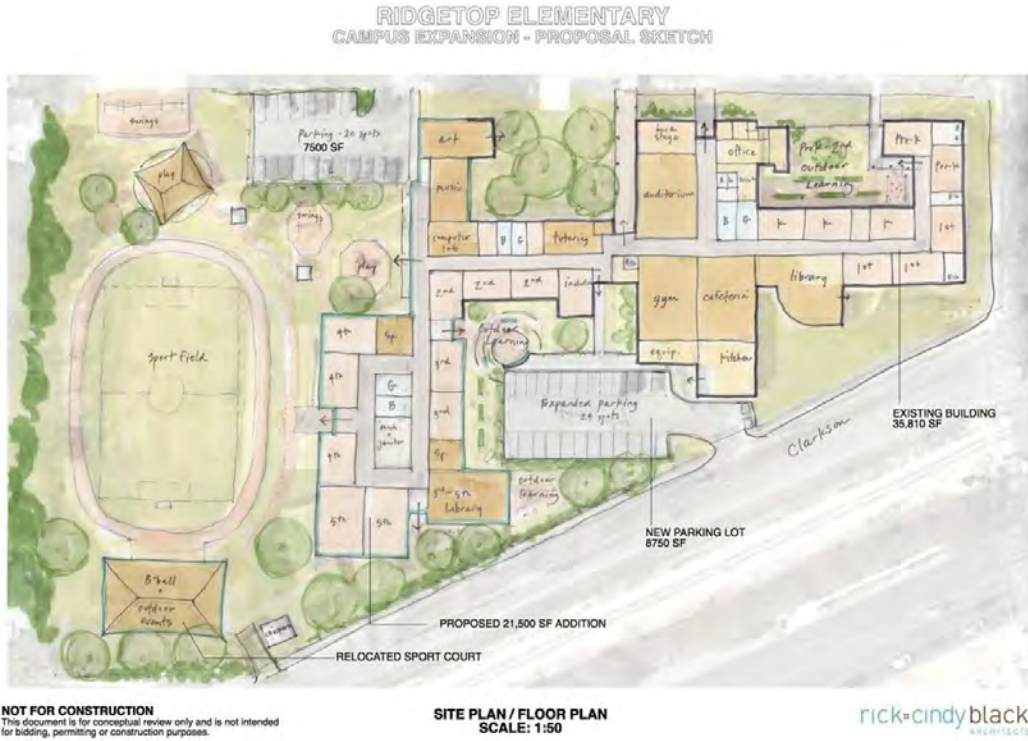 RIDGETOP ELEMENTARY
CAMPUS EXPANSION - PROPOSAL SKETCH
swings
Parking - 20 spots
7500 SF
play
art
music
back
stage
office
auditorium
Pre-K-2nd
outdoor
Learning
Pre-K
Pre-K
swings
computer
lab
B
G
tutoring
B
G
K
K
K
1st
play
2nd
2nd
2nd
gym
cafeteria
library
1st
1st
4th
Sp.
outdoor
Learning
3rd
equip.
kitchen
Sport Field
4th
G
B
3rd
Expanded parking
24 spots
EXISTING BUILDING
35,810 SF
Clarkson
4th
Sp.
outdoor
learning
5th
5th
Library
NEW PARKING LOT
8750 SF
B'ball
outdoor
events
PROPOSED 21,500 SF ADDITION
RELOCATED SPORT COURT
NOT FOR CONSTRUCTION
This document is for conceptual review only and is not intended
for bidding, permitting or construction purposes.
SITE PLAN / FLOOR PLAN
SCALE: 1:50
rick+cindy black
architects